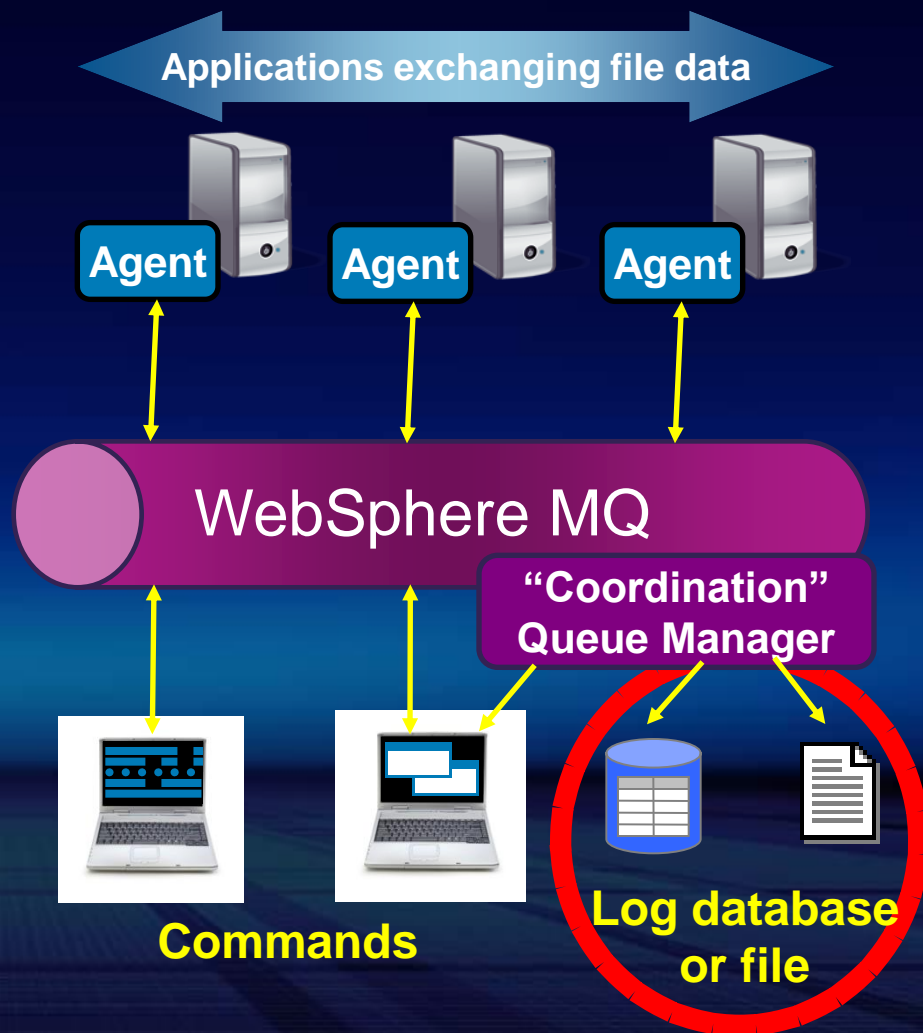 Applications exchanging file data
Agent
Agent
Agent
WebSphere MQ
“Coordination”
Queue Manager
Commands
Log database
or file